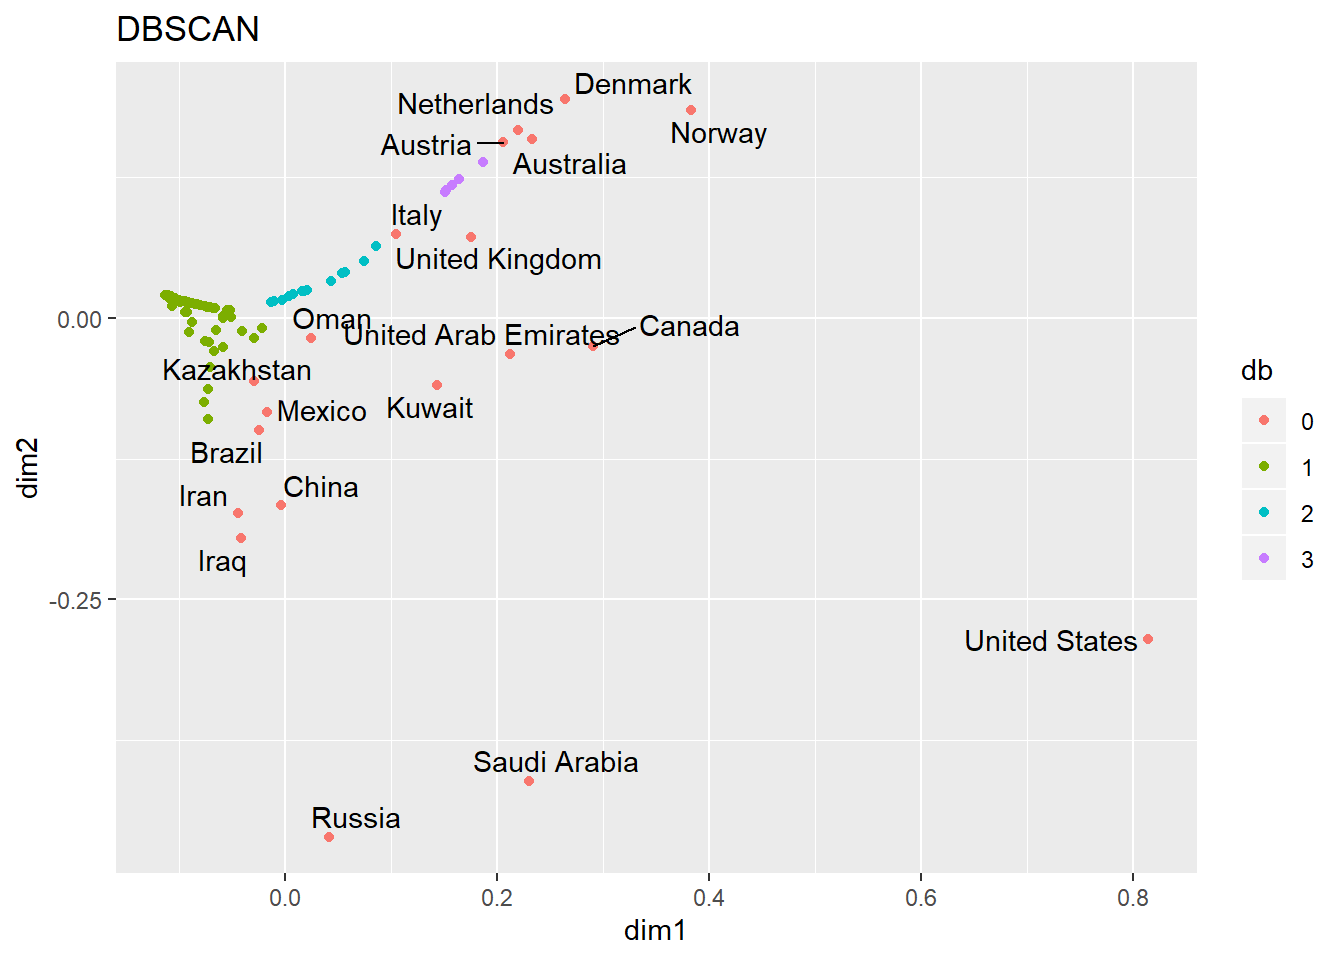 DBSCAN
Denmark
Netherlands
Norway
Austria
Australia
Italy
United Kingdom
Oman
United Arab Emirates
Canada
Kazakhstan
Kuwait
Mexico
Brazil
China
Iran
Iraq
United States
Saudi Arabia
Russia
0.00
-0.25
dim2
0.0
0.2
0.4
0.6
0.8
dim1
db
0
1
2
3